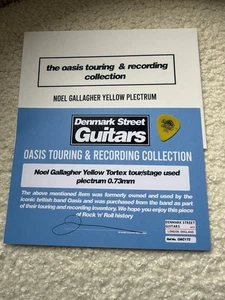 the oasis touring & recording
collection
NOEL GALLAGHER YELLOW PLECTRUM
Denmark Street
Guitars
OASIS TOURING & RECORDING COLLECTION
Noel Gallagher Yellow Tortex tour/stage used
plectrum 0.73mm
The above mentioned item was formerly owned and used by the
iconic british band Oasis and was purchased from the band as part
of their touring and recording inventory. We hope you enjoy this piece
of Rock 'n' Roll history
DENMARK STREET
GUITARS
LONDON ENGLAND